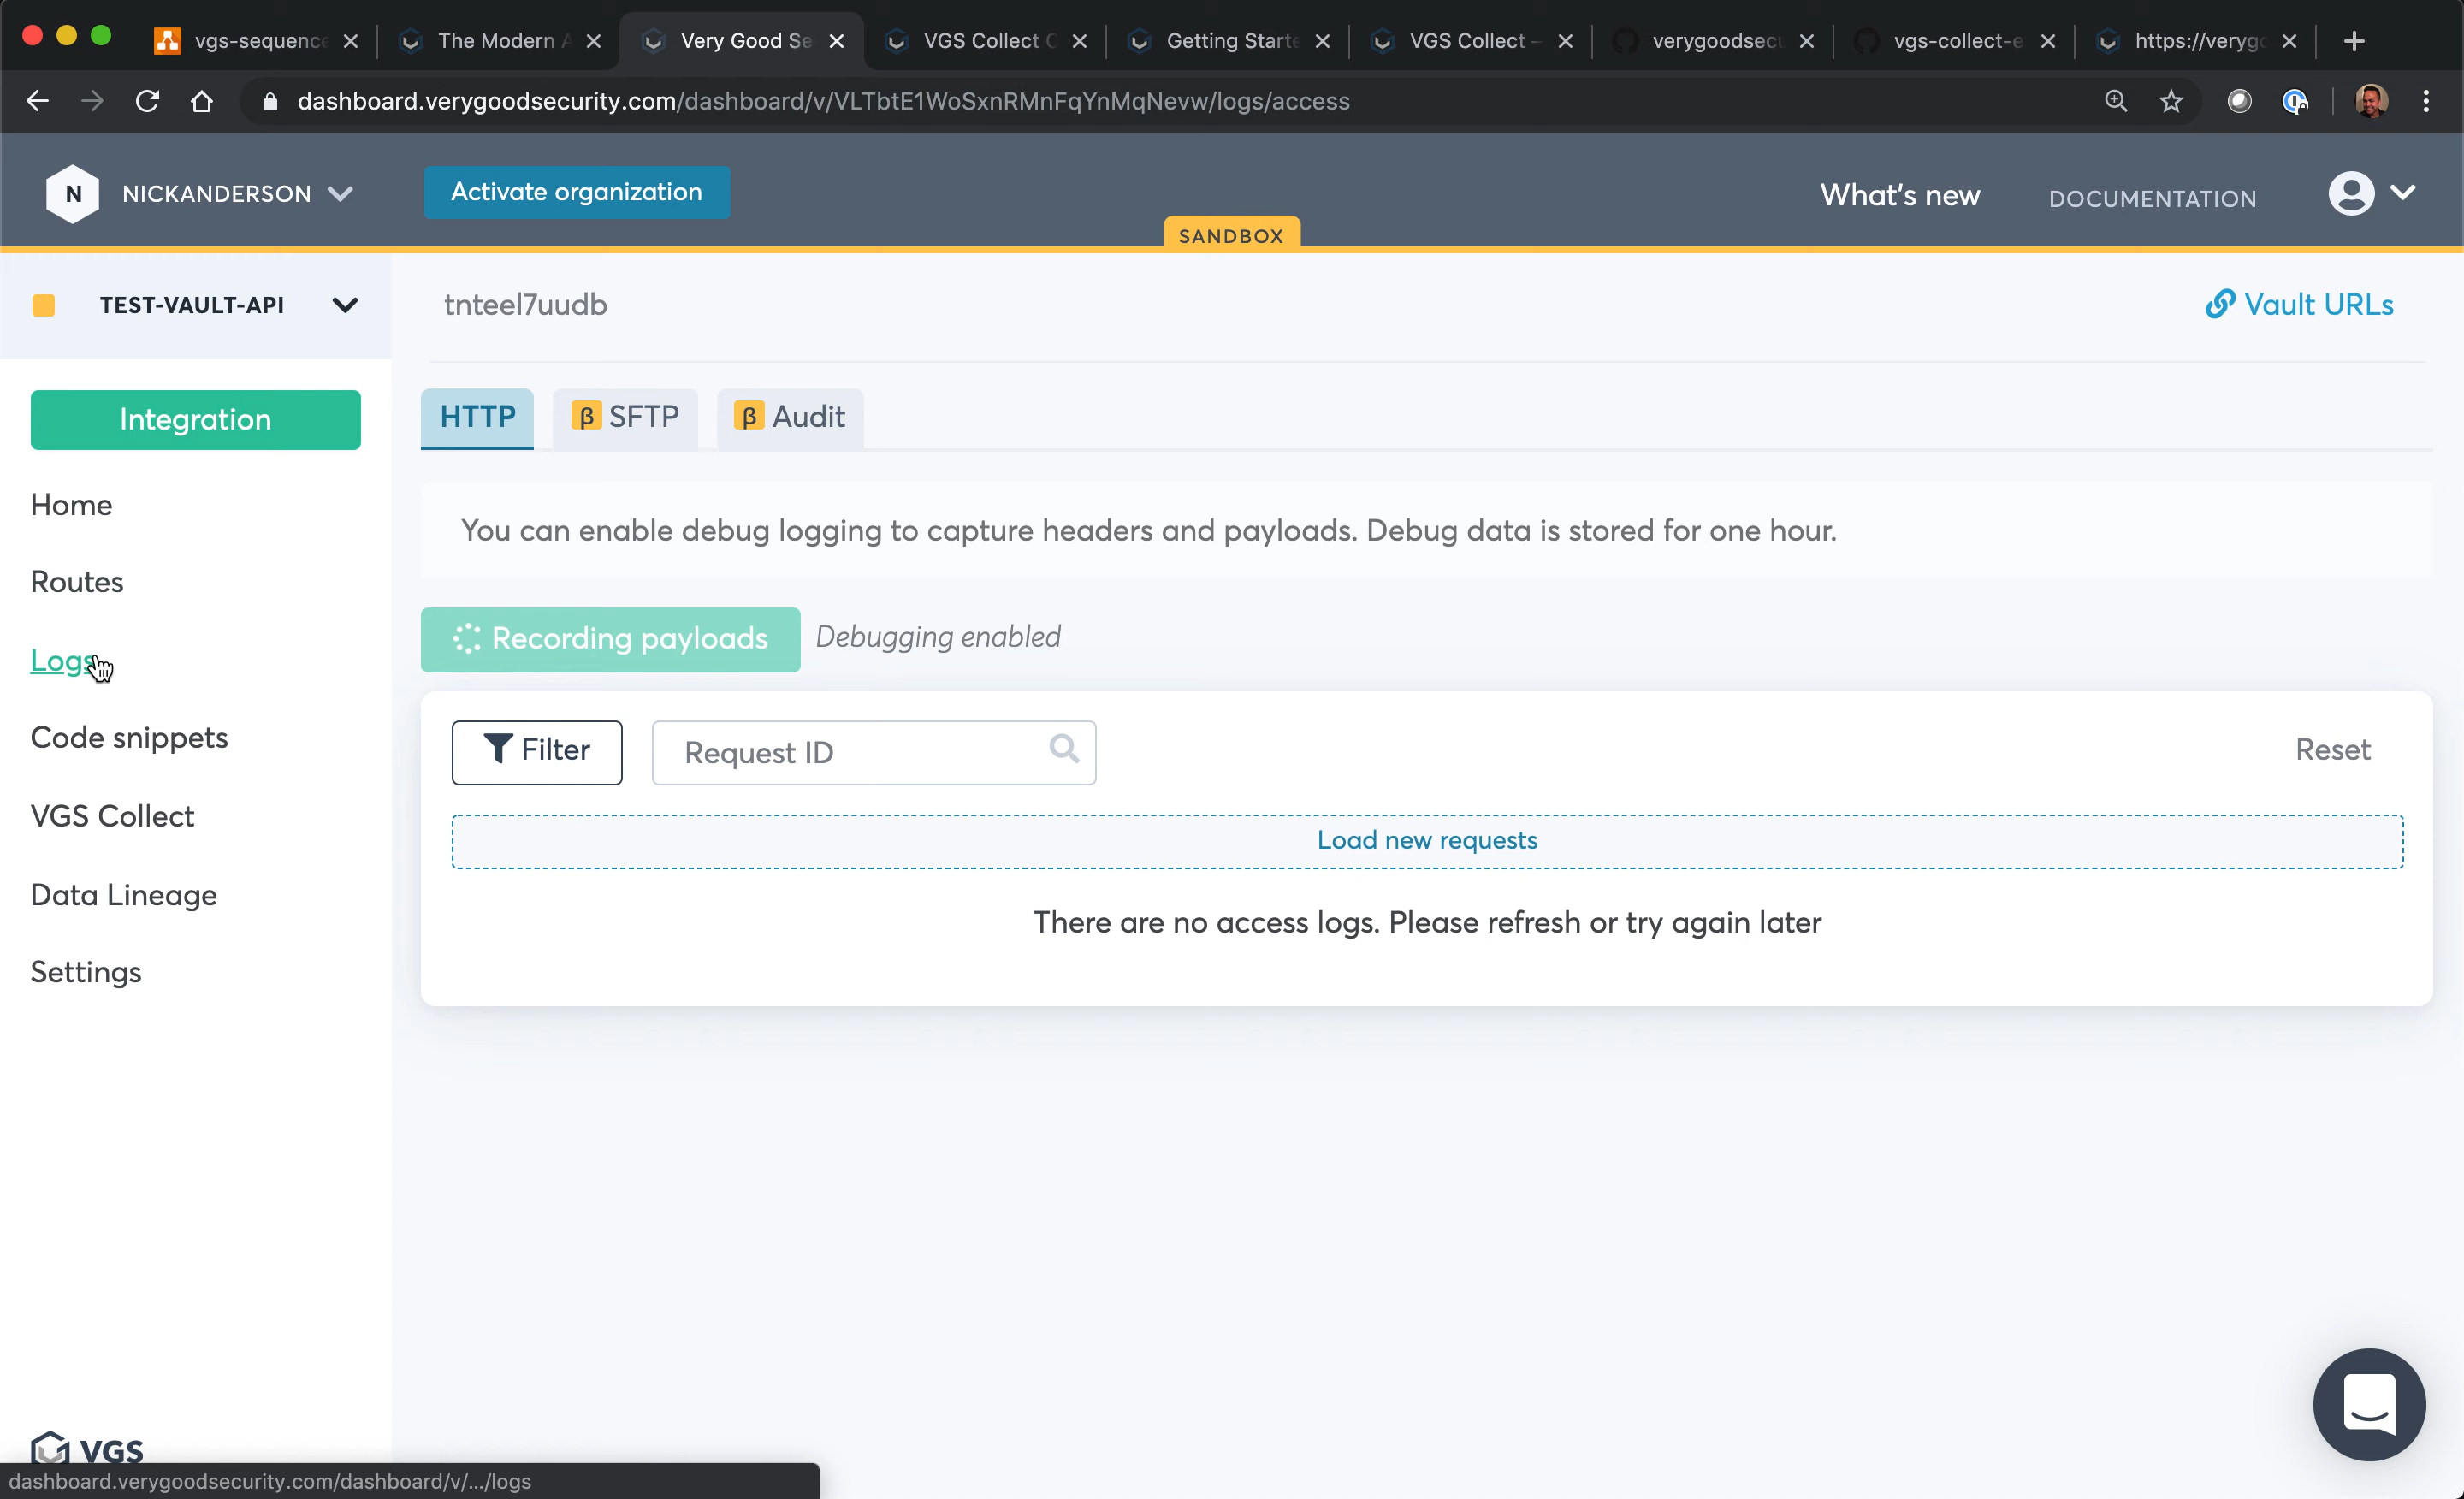 vgs-sequence
The Modern A
Very Good Se
VGS Collect C
Getting Starte
VGS Collect –
verygoodsecu
vgs-collect-e
https://verygo
dashboard.verygoodsecurity.com/dashboard/v/VLTbtE1WoSxnRMnFqYnMqNevw/logs/access
N NICKANDERSON
Activate organization
What's new
DOCUMENTATION
SANDBOX
TEST-VAULT-API
tnteel7uudb
Vault URLs
Integration
HTTP
β SFTP
β Audit
Home
You can enable debug logging to capture headers and payloads. Debug data is stored for one hour.
Routes
Recording payloads Debugging enabled
Logs
Code snippets
Filter
Request ID
Reset
VGS Collect
Load new requests
Data Lineage
There are no access logs. Please refresh or try again later
Settings
VGS
dashboard.verygoodsecurity.com/dashboard/v/.../logs